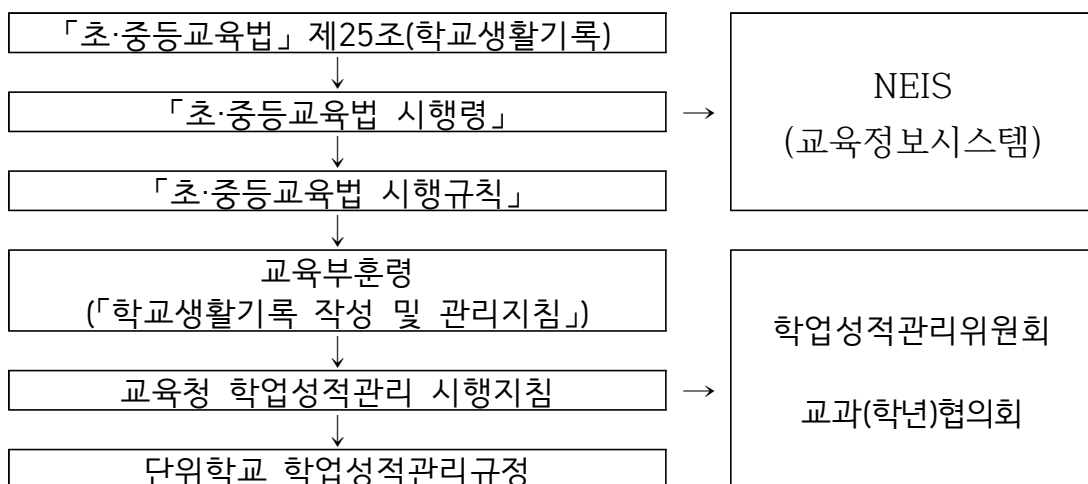 「초·중등교육법」 제25조(학교생활기록)
↓
「초·중등교육법 시행령」
→
NEIS
(교육정보시스템)
↓
「초·중등교육법 시행규칙」
↓
교육부훈령
(「학교생활기록 작성 및 관리지침」)
↓
교육청 학업성적관리 시행지침
→
학업성적관리위원회
교과(학년)협의회
↓
단위학교 학업성적관리규정